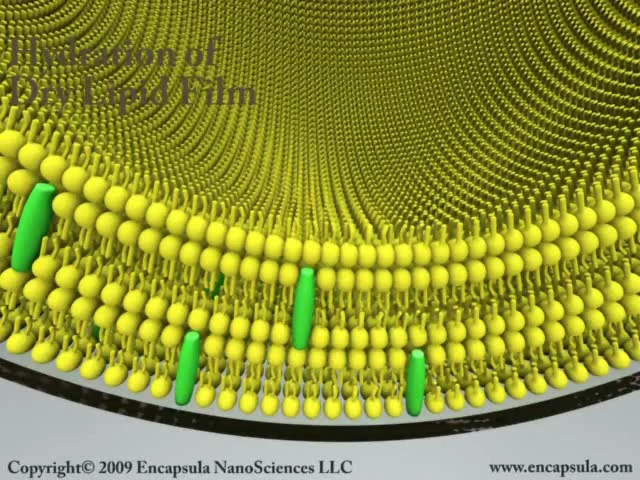 Hydration of
Dry Lipid Film
Copyright© 2009 Encapsula NanoSciences LLC
www.encapsula.com